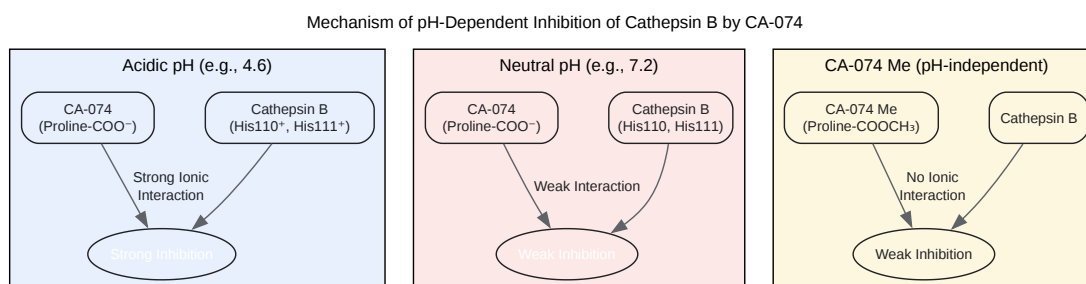 Mechanism of pH-Dependent Inhibition of Cathepsin B by CA-074
Acidic pH (e.g., 4.6)
CA-074
(Proline-COO⁻)
Cathepsin B
(His110⁺, His111⁺)
Strong Ionic
Interaction
Strong Inhibition
Neutral pH (e.g., 7.2)
CA-074
(Proline-COO⁻)
Cathepsin B
(His110, His111)
Weak Interaction
Weak Inhibition
CA-074 Me (pH-independent)
CA-074 Me
(Proline-COOCH₃)
Cathepsin B
No Ionic
Interaction
Weak Inhibition